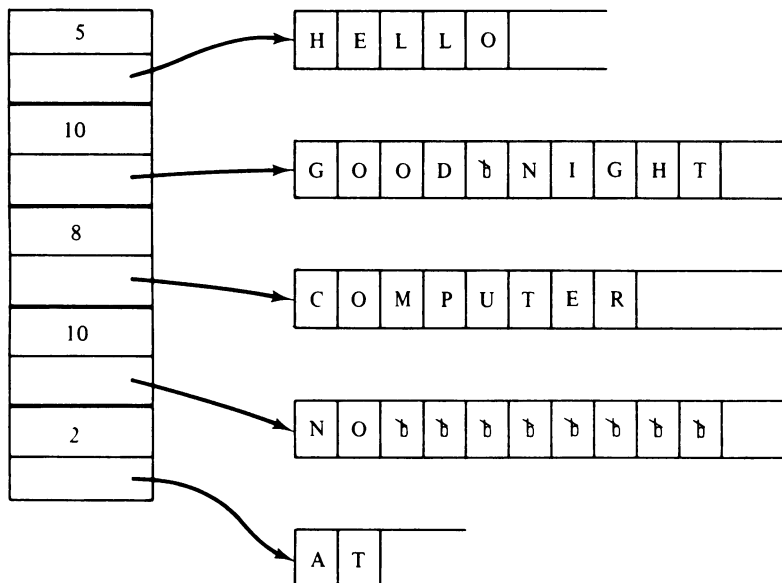 5
H E L L O
10
G O O D ␢ N I G H T
8
C O M P U T E R
10
N O ␢ ␢ ␢ ␢ ␢ ␢ ␢ ␢
2
A T